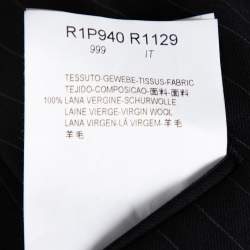 R1P940 R1129
999 IT
TESSUTO-GEWEBE-TISSUS-FABRIC
TEJIDO-COMPOSICAO-面料-面料
100% LANA VERGINE-SCHURWOLLE
LAINE VIERGE-VIRGIN WOOL
LANA VIRGEN-LÃ VIRGEM-羊毛
羊毛